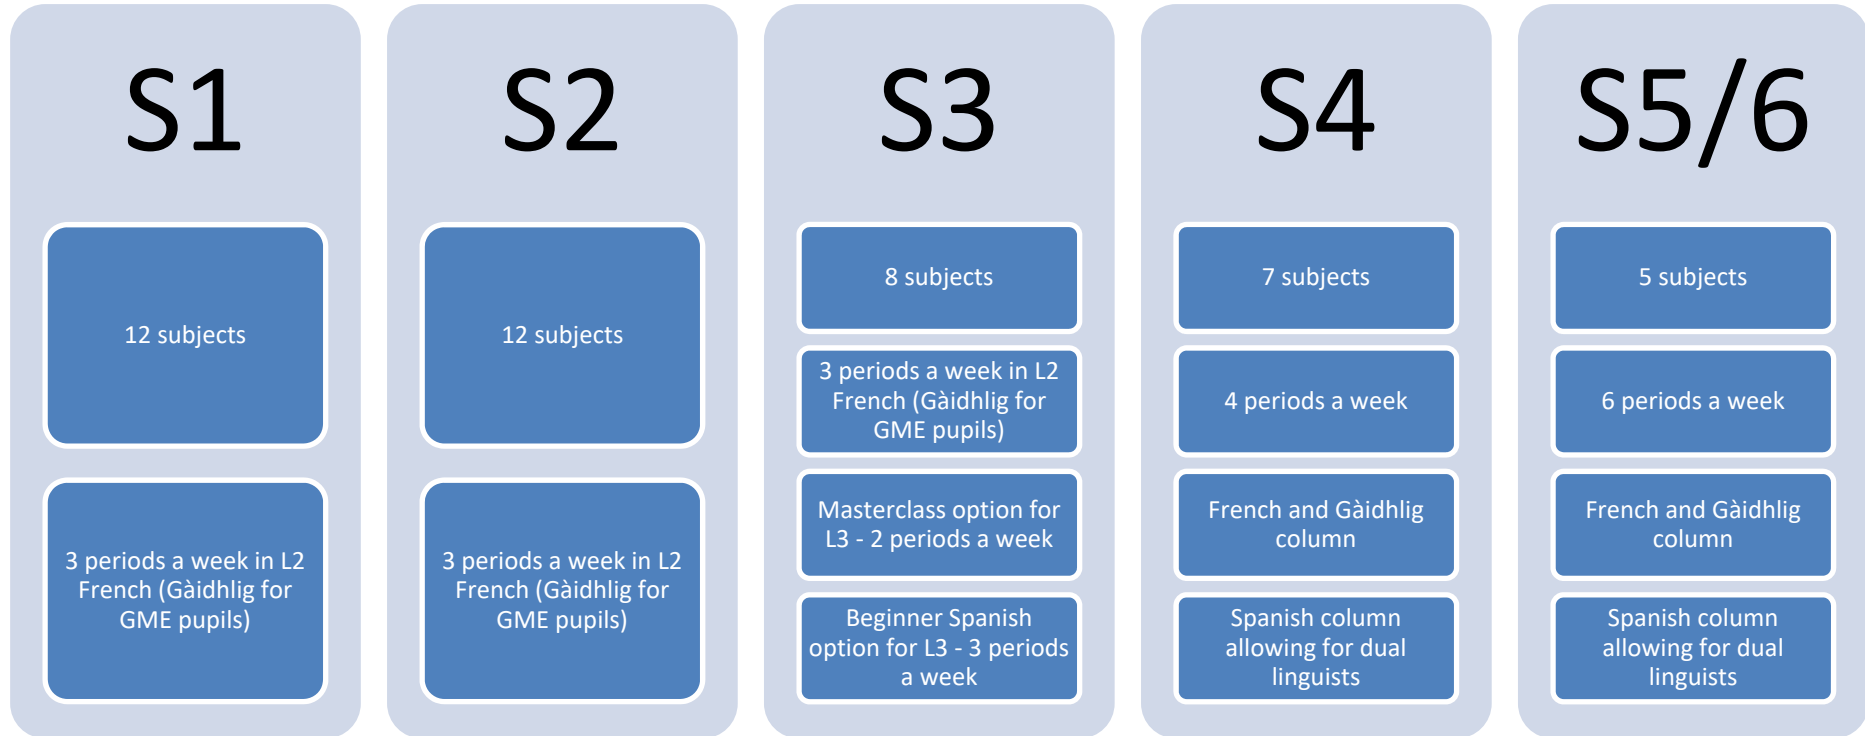 S1
12 subjects
3 periods a week in L2
French (Gàidhlig for
GME pupils)
S2
12 subjects
3 periods a week in L2
French (Gàidhlig for
GME pupils)
S3
8 subjects
3 periods a week in L2
French (Gàidhlig for
GME pupils)
Masterclass option for
L3 - 2 periods a week
Beginner Spanish
option for L3 - 3 periods
a week
S4
7 subjects
4 periods a week
French and Gàidhlig
column
Spanish column
allowing for dual
linguists
S5/6
5 subjects
6 periods a week
French and Gàidhlig
column
Spanish column
allowing for dual
linguists